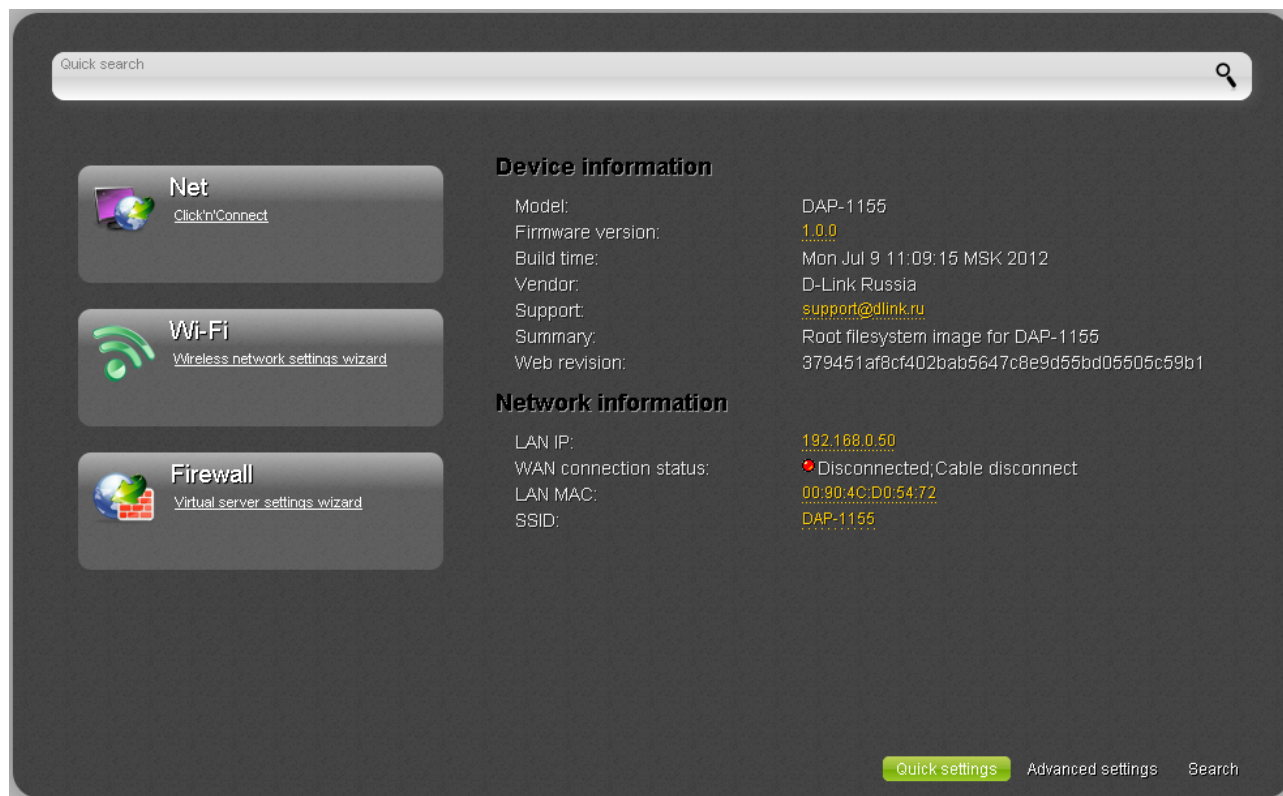 Quick search
Net
Click'n'Connect
Wi-Fi
Wireless network settings wizard
Firewall
Virtual server settings wizard
Device information
Model: DAP-1155
Firmware version: 1.0.0
Build time: Mon Jul 9 11:09:15 MSK 2012
Vendor: D-Link Russia
Support: support@dlink.ru
Summary: Root filesystem image for DAP-1155
Web revision: 379451af8cf402bab5647c8e9d55bd05505c59b1
Network information
LAN IP: 192.168.0.50
WAN connection status: Disconnected;Cable disconnect
LAN MAC: 00:90:4C:D0:54:72
SSID: DAP-1155
Quick settings Advanced settings Search